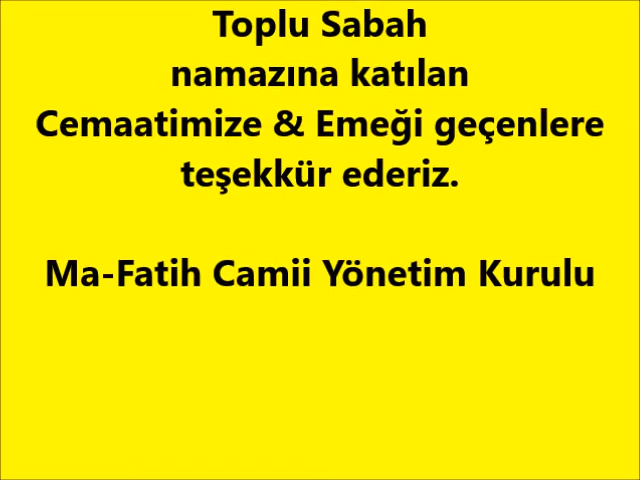 Toplu Sabah
namazına katılan
Cemaatimize & Emeği geçenlere
teşekkür ederiz.
Ma-Fatih Camii Yönetim Kurulu